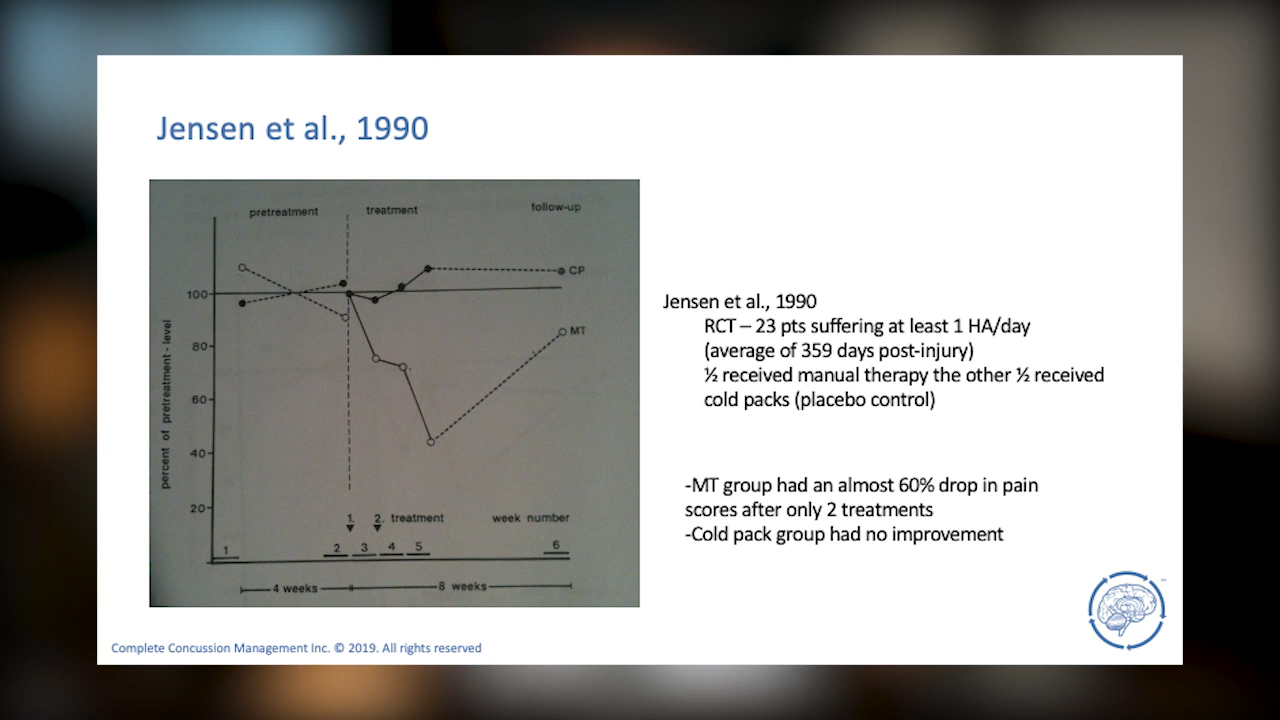 Jensen et al., 1990
pretreatment treatment follow-up
CP
100
MT
80
60
40
20
percent of pretreatment - level
1. 2. treatment week number
1 2 3 4 5 6
4 weeks 8 weeks
Jensen et al., 1990
RCT – 23 pts suffering at least 1 HA/day
(average of 359 days post-injury)
½ received manual therapy the other ½ received
cold packs (placebo control)
-MT group had an almost 60% drop in pain
scores after only 2 treatments
-Cold pack group had no improvement
Complete Concussion Management Inc. © 2019. All rights reserved